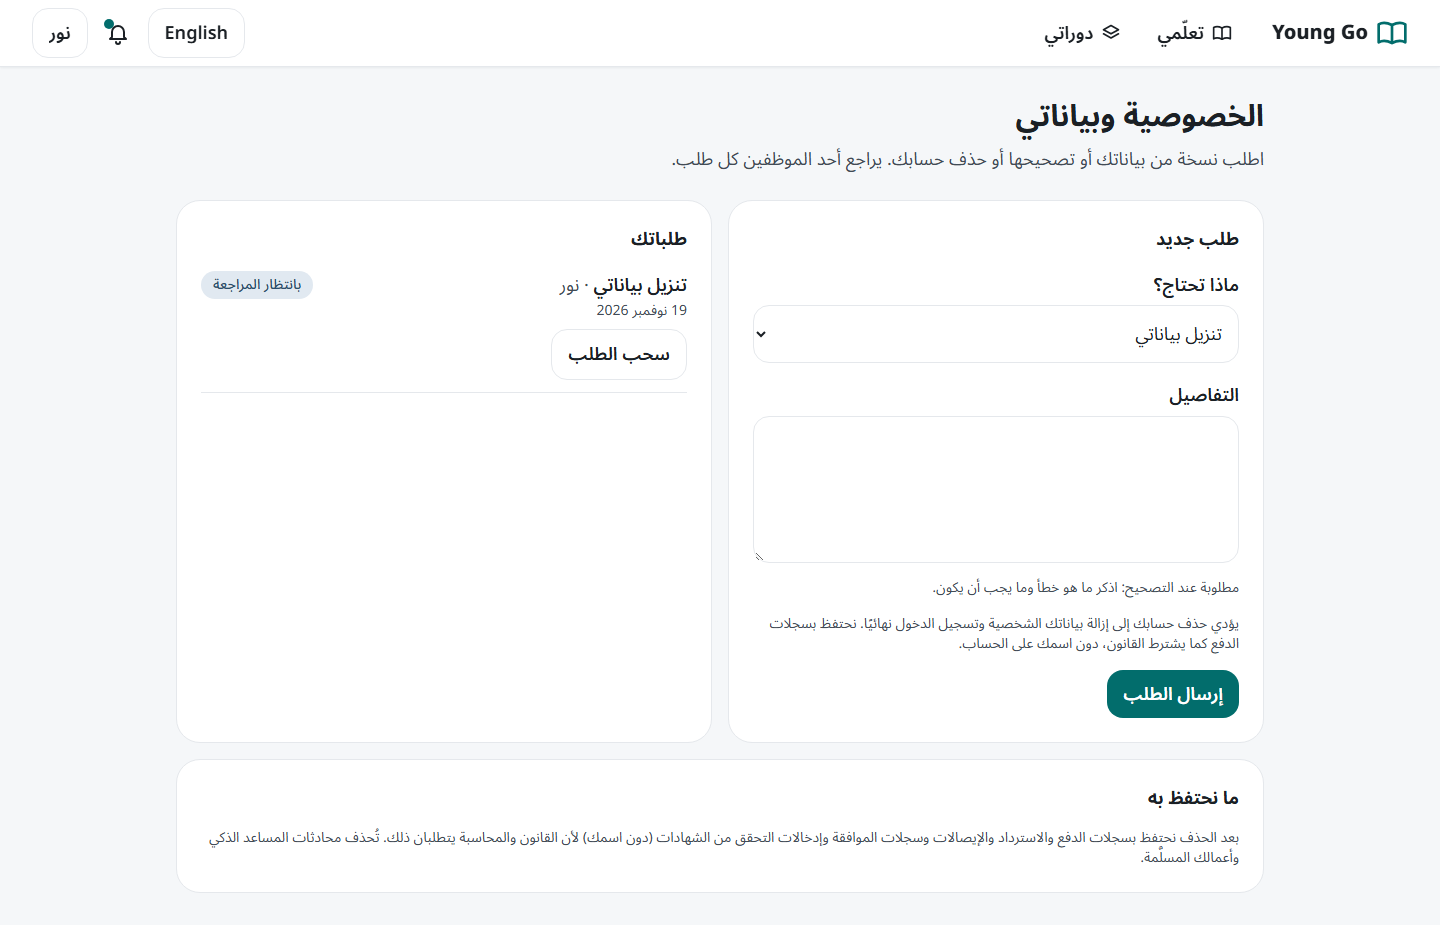 Young Go
تعلّمي
دوراتي
English
نور
الخصوصية وبياناتي
اطلب نسخة من بياناتك أو تصحيحها أو حذف حسابك. يراجع أحد الموظفين كل طلب.
طلب جديد
ماذا تحتاج؟
تنزيل بياناتي
التفاصيل
مطلوبة عند التصحيح: اذكر ما هو خطأ وما يجب أن يكون.
يؤدي حذف حسابك إلى إزالة بياناتك الشخصية وتسجيل الدخول نهائيًا. نحتفظ بسجلات
الدفع كما يشترط القانون، دون اسمك على الحساب.
إرسال الطلب
طلباتك
تنزيل بياناتي · نور
بانتظار المراجعة
19 نوفمبر 2026
سحب الطلب
ما نحتفظ به
بعد الحذف نحتفظ بسجلات الدفع والاسترداد والإيصالات وسجلات الموافقة وإدخالات التحقق من الشهادات (دون اسمك) لأن القانون والمحاسبة يتطلبان ذلك. تُحذف محادثات المساعد الذكي
وأعمالك المسلَّمة.